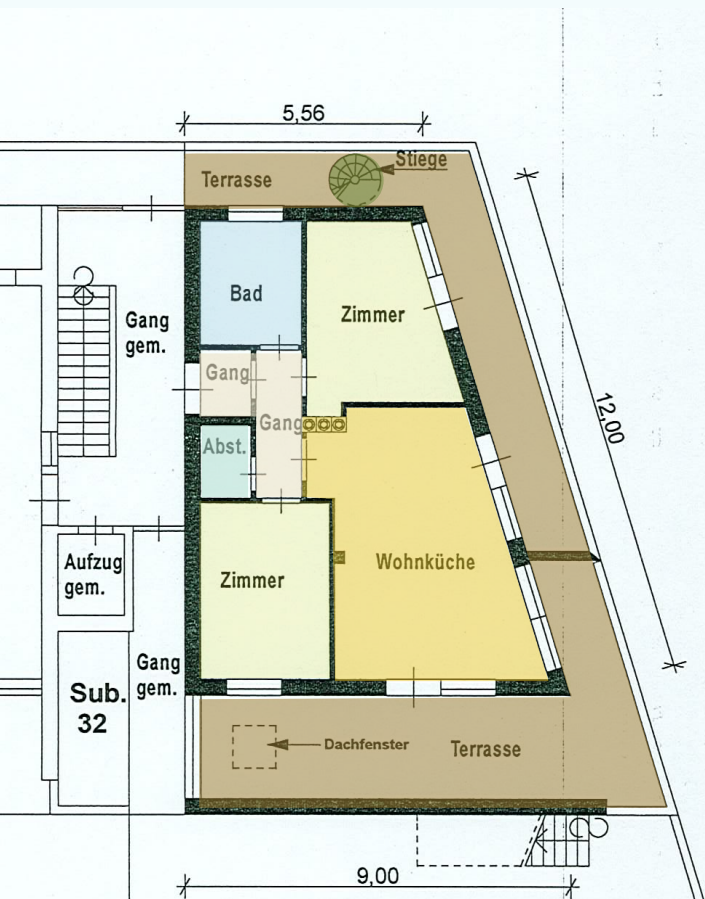 5,56
Stiege
Terrasse
Bad
Zimmer
Gang
gem.
Gang
12,00
Gang
Abst.
Aufzug
gem.
Zimmer
Wohnküche
Gang
gem.
Sub.
32
Dachfenster
Terrasse
9,00